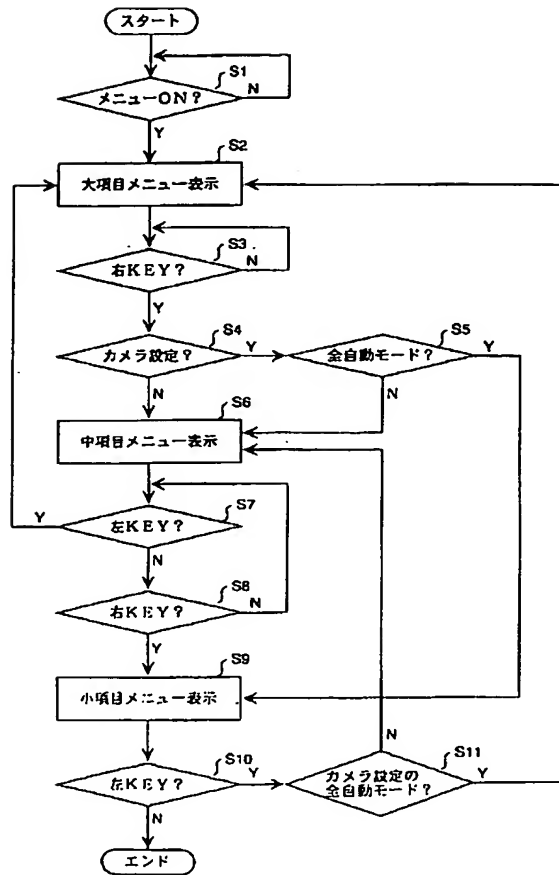 スタート
S1
メニューON?
N
Y
S2
大項目メニュー表示
S3
右KEY?
N
Y
S4
カメラ設定?
Y
S5
全自動モード?
Y
N
N
S6
中項目メニュー表示
S7
Y
左KEY?
N
S8
右KEY?
N
Y
S9
小項目メニュー表示
N
S10
左KEY?
Y
S11
カメラ設定の
全自動モード?
Y
N
エンド